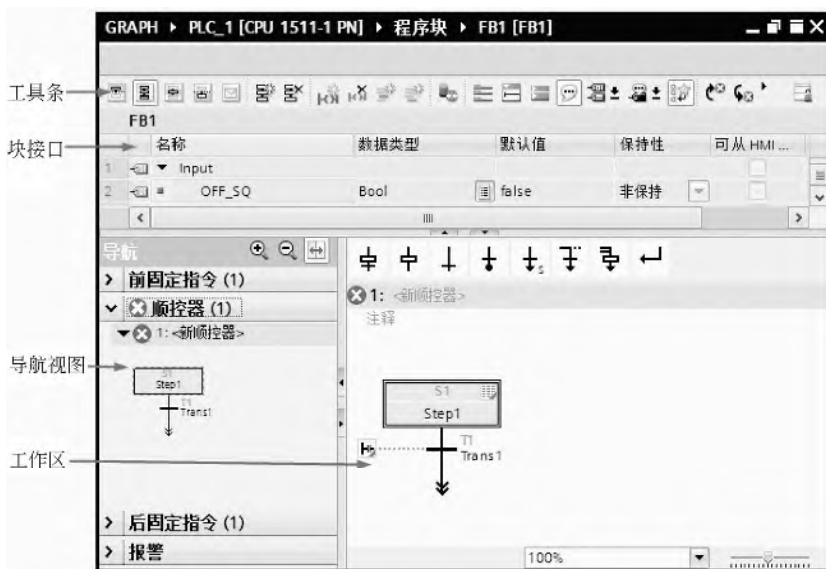 GRAPH ▸ PLC_1 [CPU 1511-1 PN] ▸ 程序块 ▸ FB1 [FB1]
工具条
FB1
块接口
名称 数据类型 默认值 保持性 可从 HMI ...
1 ▼ Input
2 OFF_SQ Bool false 非保持
导航
前固定指令 (1)
顺控器 (1)
1: <新顺控器>
1: <新顺控器>
注释
导航视图
S1
Step1
T1
Trans1
S1
Step1
T1
Trans1
工作区
后固定指令 (1)
报警
100%